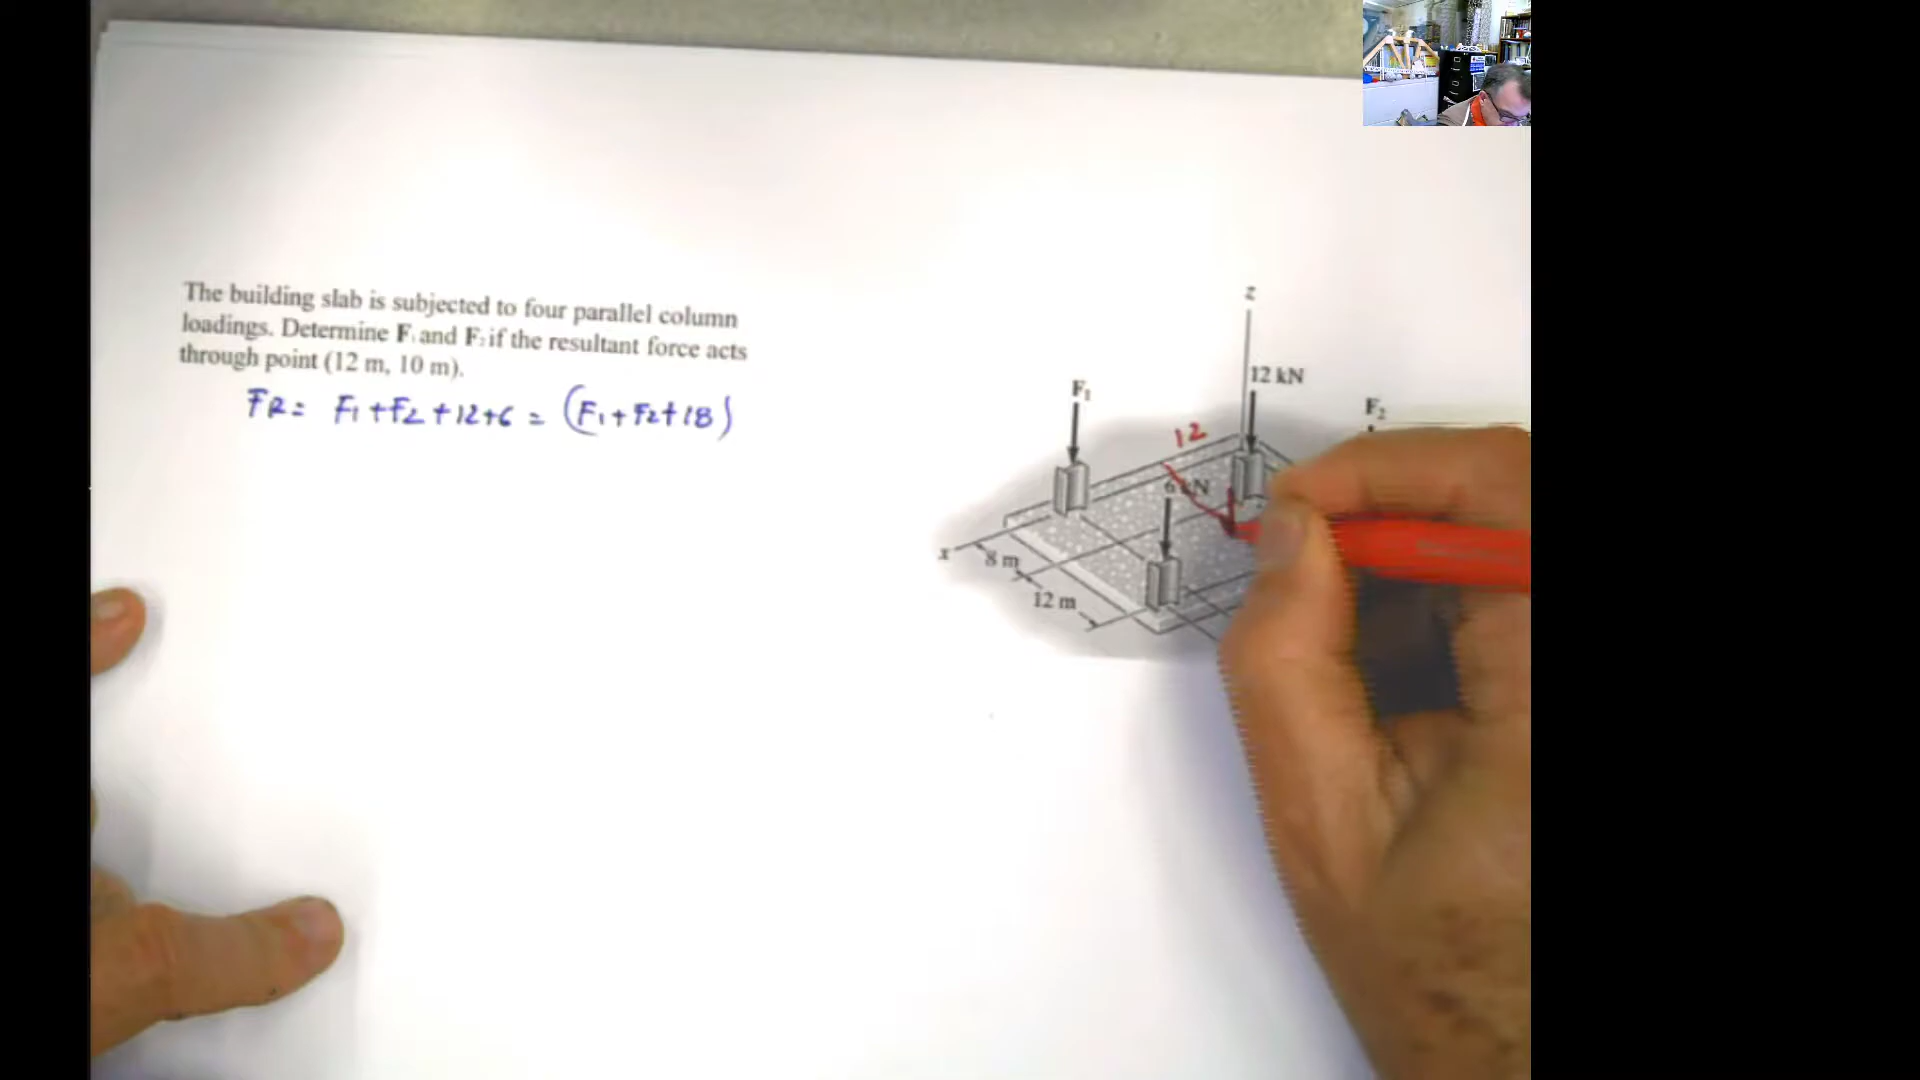 The building slab is subjected to four parallel column
loadings. Determine F₁ and F₂ if the resultant force acts
through point (12 m, 10 m).
FR = F₁ + F₂ + 12 + 6 = (F₁ + F₂ + 18)
z
12 kN
F₁
F₂
12
6 kN
x
8 m
12 m